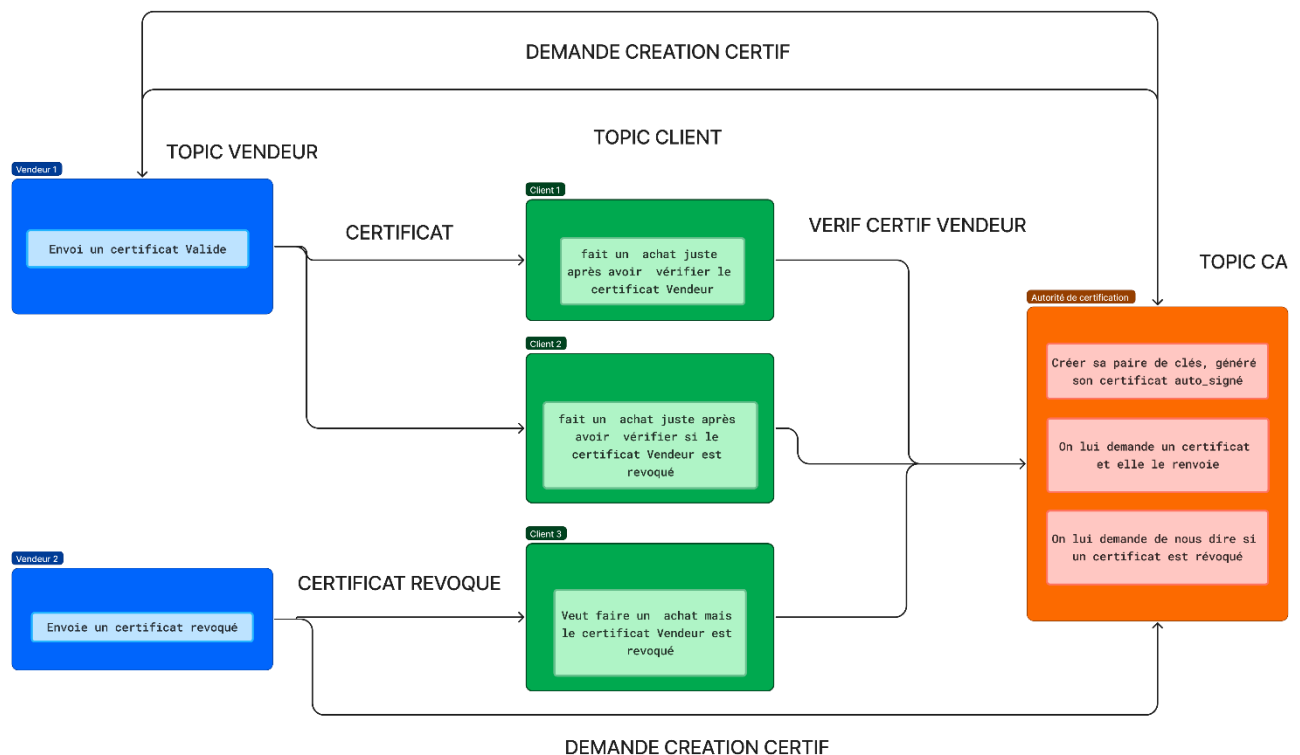 DEMANDE CREATION CERTIF
TOPIC CLIENT
TOPIC VENDEUR
Vendeur 1
Envoi un certificat Valide
CERTIFICAT
Client 1
fait un achat juste
après avoir vérifier le
certificat Vendeur
VERIF CERTIF VENDEUR
TOPIC CA
Autorité de certification
Créer sa paire de clés, généré
son certificat auto_signé
On lui demande un certificat
et elle le renvoie
On lui demande de nous dire si
un certificat est révoqué
Client 2
fait un achat juste après
avoir vérifier si le
certificat Vendeur est
revoqué
Vendeur 2
Envoie un certificat revoqué
CERTIFICAT REVOQUE
Client 3
Veut faire un achat mais
le certificat Vendeur est
revoqué
DEMANDE CREATION CERTIF